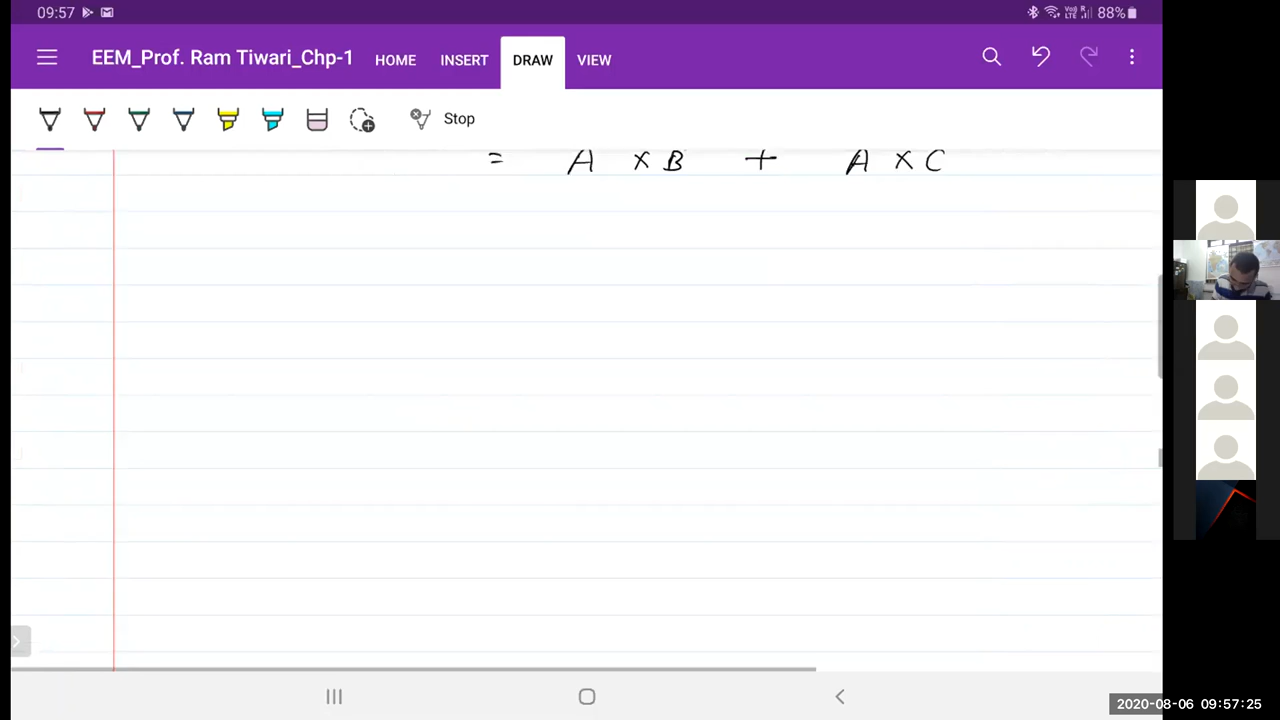 09:57 88%
EEM_Prof. Ram Tiwari_Chp-1 HOME INSERT DRAW VIEW
Stop
= A × B + A × C
2020-08-06 09:57:25